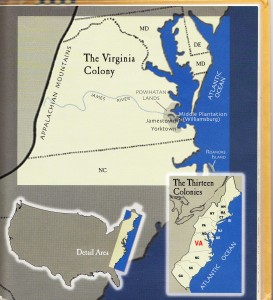 MD
DE
MD
The Virginia
Colony
APPALACHIAN MOUNTAINS
POWHATAN
LANDS
JAMES RIVER
ATLANTIC
OCEAN
Middle Plantation
(Williamsburg)
Jamestown
Yorktown
ROANOKE
ISLAND
NC
The Thirteen
Colonies
VA
ATLANTIC OCEAN
Detail Area